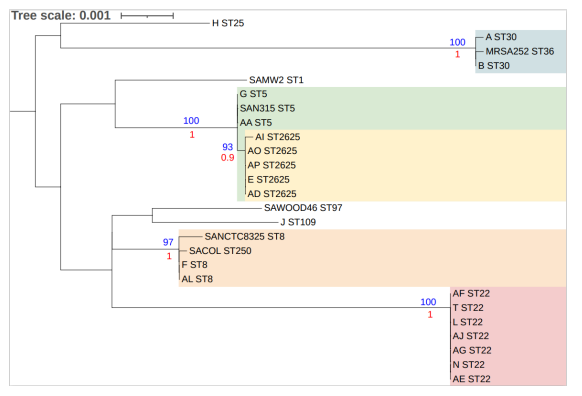 Tree scale: 0.001
H ST25
A ST30
100
MRSA252 ST36
1
B ST30
SAMW2 ST1
G ST5
SAN315 ST5
100
AA ST5
1
AI ST2625
93
AO ST2625
0.9
AP ST2625
E ST2625
AD ST2625
SAWOOD46 ST97
J ST109
SANCTC8325 ST8
97
SACOL ST250
1
F ST8
AL ST8
AF ST22
100
T ST22
1
L ST22
AJ ST22
AG ST22
N ST22
AE ST22